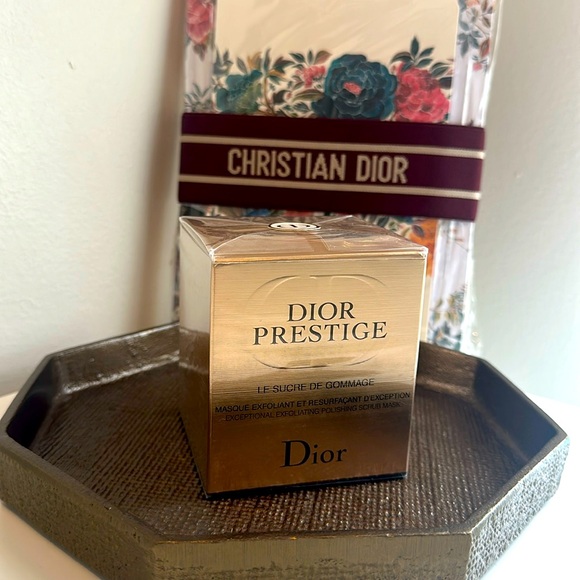 CHRISTIAN DIOR
DIOR
PRESTIGE
LE SUCRE DE GOMMAGE
MASQUE EXFOLIANT ET RESURFAÇANT D'EXCEPTION
EXCEPTIONAL EXFOLIATING POLISHING SCRUB MASK
Dior